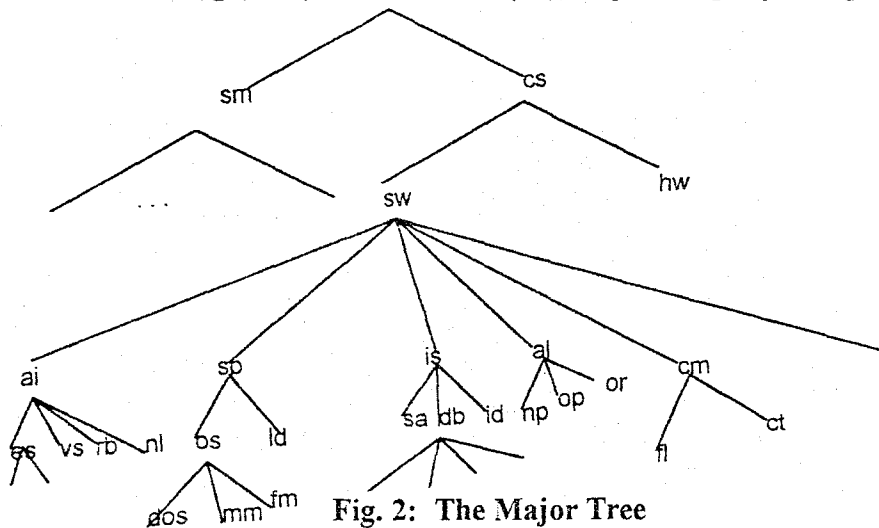 sm cs
. . . sw hw
ai sp is al or cm
es vs rb nl os ld sa db id np op fl ct
dos mm fm
Fig. 2: The Major Tree